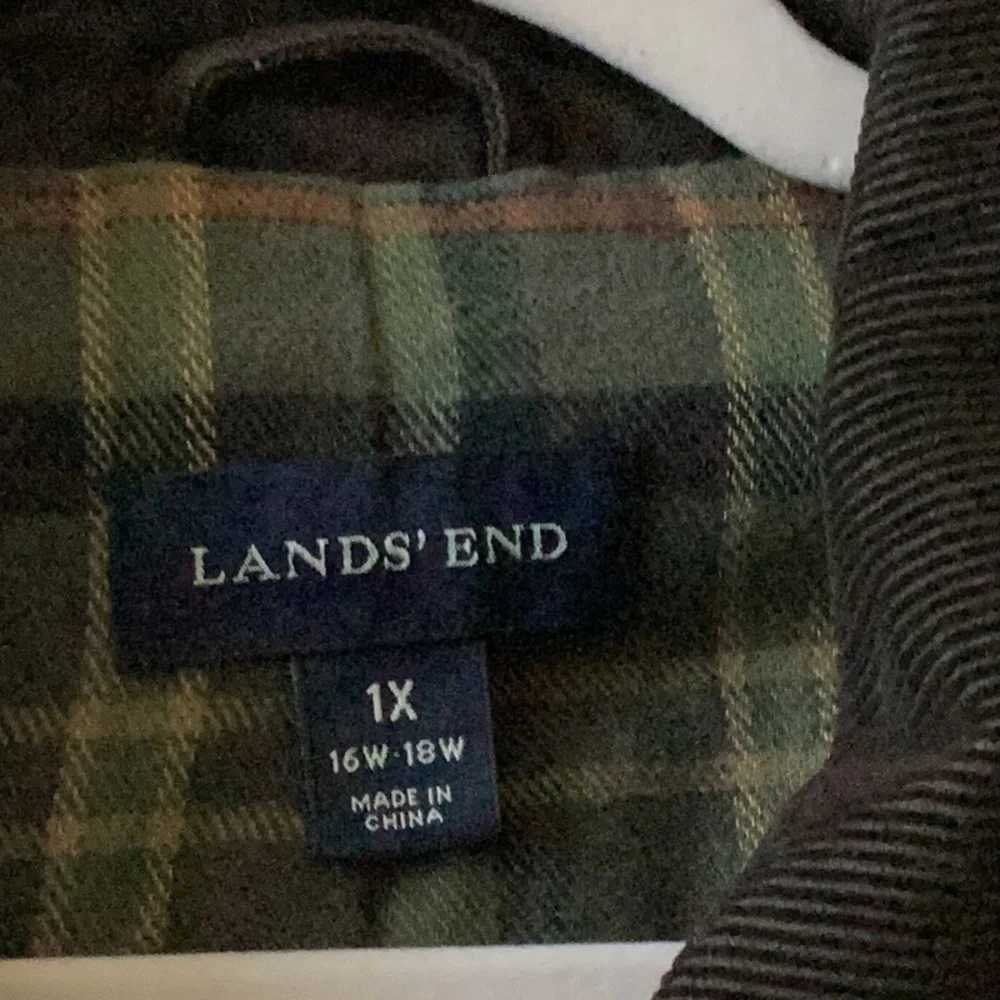 LANDS' END
1X
16W-18W
MADE IN
CHINA